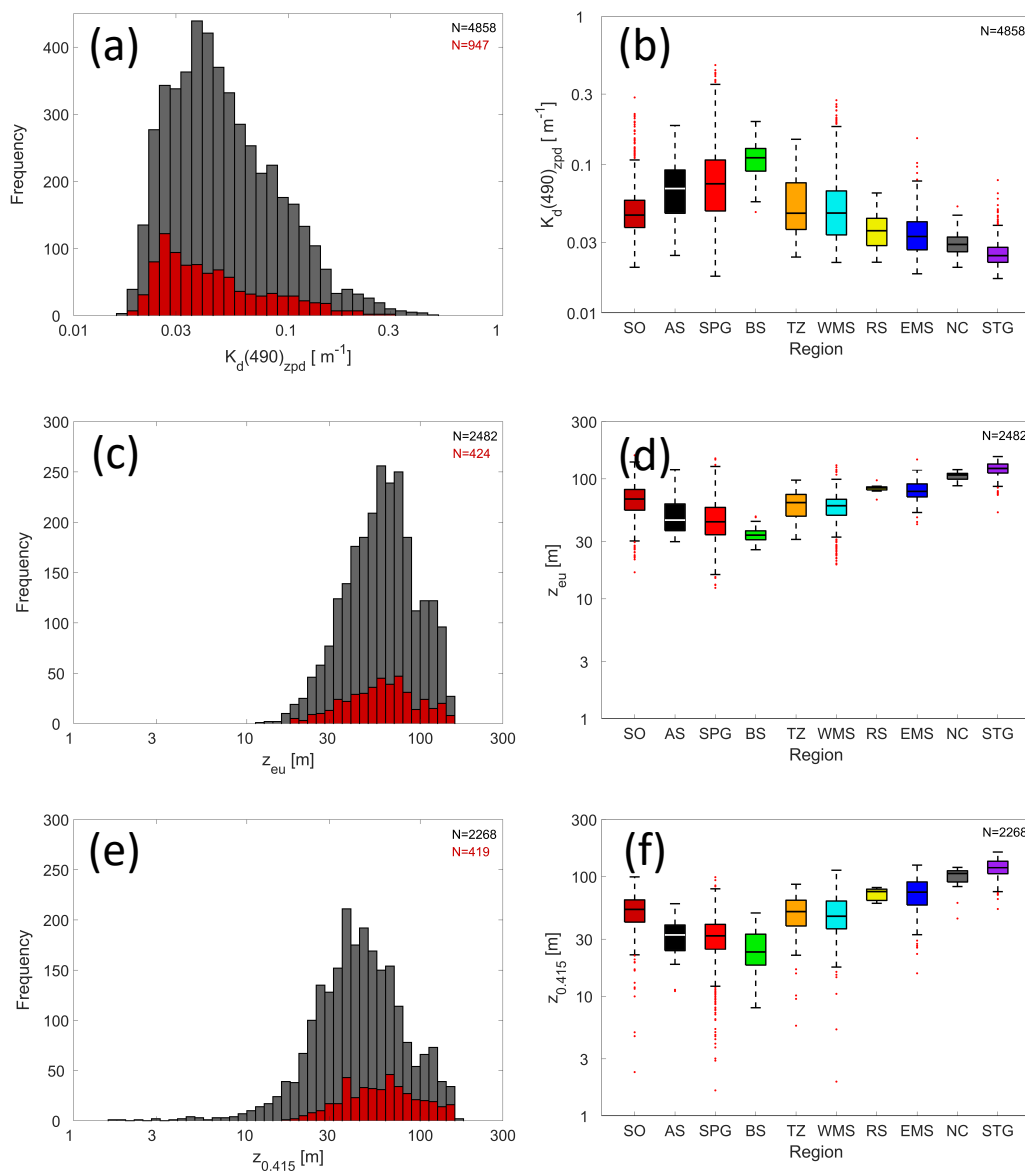 (a)
N=4858
N=947
400
300
200
100
0
Frequency
0.01 0.03 0.1 0.3 1
K_d(490)_zpd [ m^-1]
(b)
N=4858
1
0.3
0.1
0.03
0.01
K_d(490)_zpd [ m^-1]
SO AS SPG BS TZ WMS RS EMS NC STG
Region
(c)
N=2482
N=424
300
250
200
150
100
50
0
Frequency
1 3 10 30 100 300
z_eu [m]
(d)
N=2482
300
100
30
10
3
1
z_eu [m]
SO AS SPG BS TZ WMS RS EMS NC STG
Region
(e)
N=2268
N=419
300
250
200
150
100
50
0
Frequency
1 3 10 30 100 300
z_0.415 [m]
(f)
N=2268
300
100
30
10
3
1
z_0.415 [m]
SO AS SPG BS TZ WMS RS EMS NC STG
Region